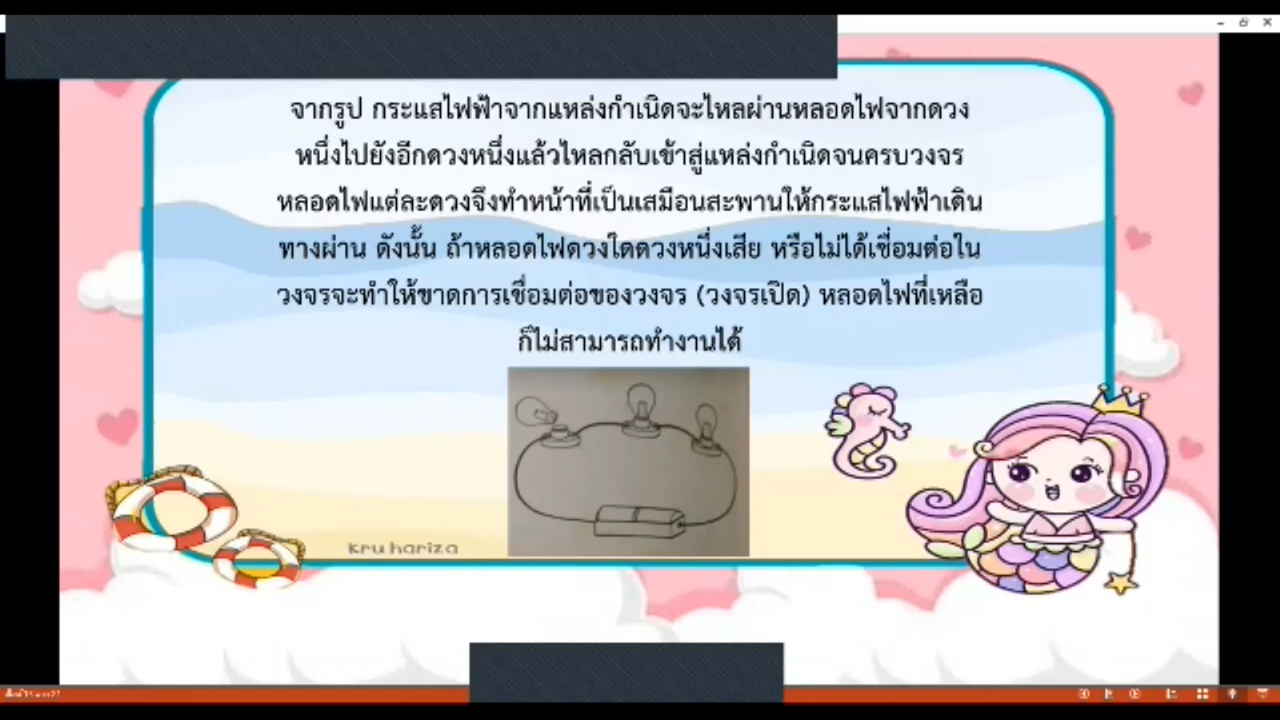 จากรูป กระแสไฟฟ้าจากแหล่งกำเนิดจะไหลผ่านหลอดไฟจากดวง
หนึ่งไปยังอีกดวงหนึ่งแล้วไหลกลับเข้าสู่แหล่งกำเนิดจนครบวงจร
หลอดไฟแต่ละดวงจึงทำหน้าที่เป็นเสมือนสะพานให้กระแสไฟฟ้าเดิน
ทางผ่าน ดังนั้น ถ้าหลอดไฟดวงใดดวงหนึ่งเสีย หรือไม่ได้เชื่อมต่อใน
วงจรจะทำให้ขาดการเชื่อมต่อของวงจร (วงจรเปิด) หลอดไฟที่เหลือ
ก็ไม่สามารถทำงานได้
Kru hariza